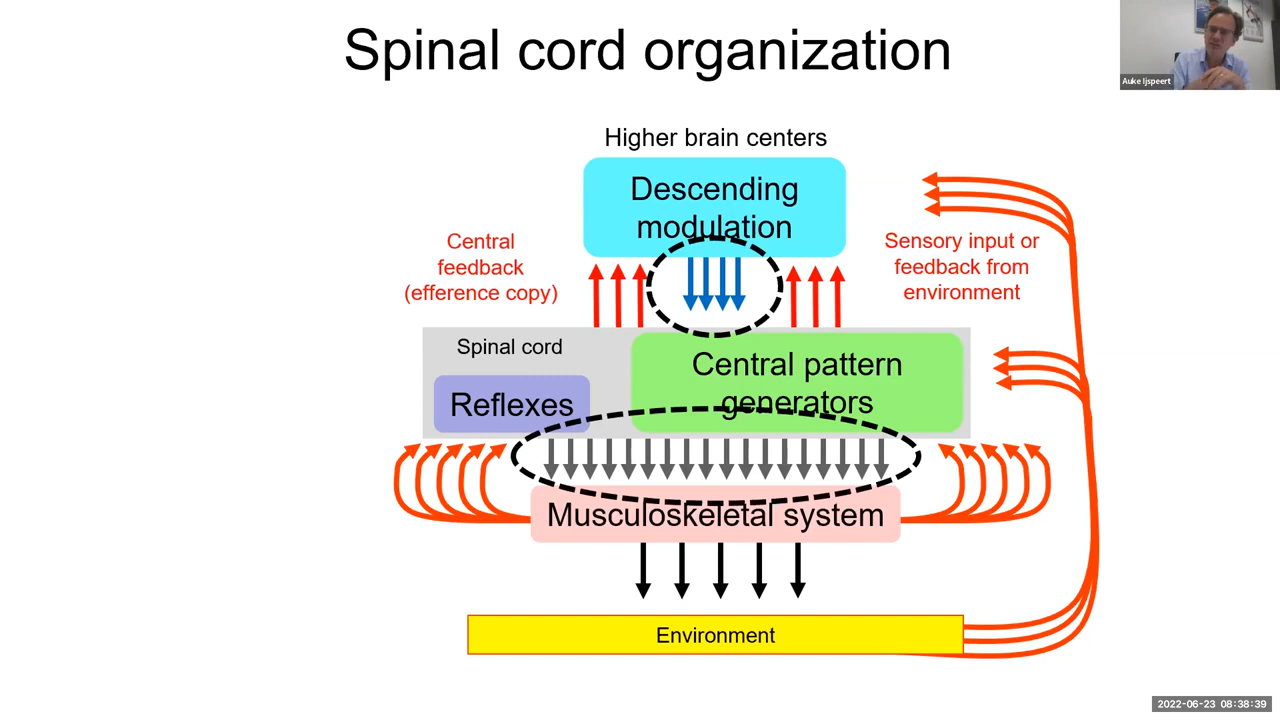 Spinal cord organization
Auke Ijspeert
Higher brain centers
Descending
modulation
Central
feedback
(efference copy)
Sensory input or
feedback from
environment
Spinal cord
Central pattern
generators
Reflexes
Musculoskeletal system
Environment
2022-06-23 08:38:39